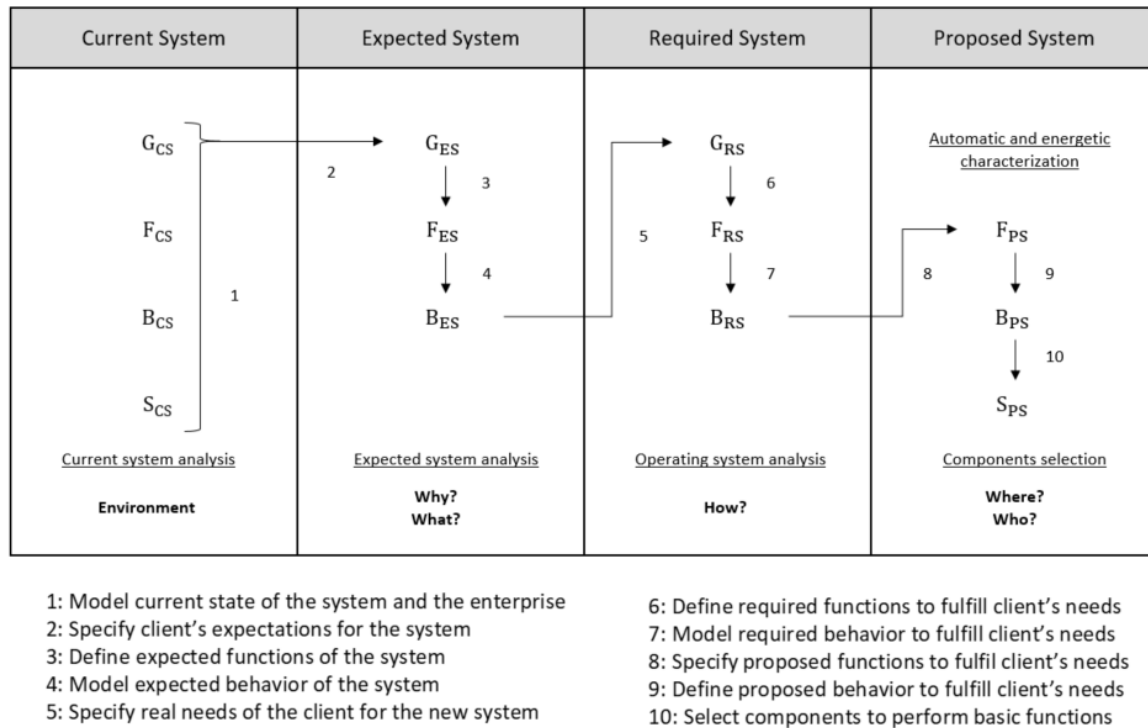 Current System
Expected System
Required System
Proposed System
G_CS
F_CS
B_CS
S_CS
1
Current system analysis
Environment
2
G_ES
3
F_ES
4
B_ES
Expected system analysis
Why?
What?
5
G_RS
6
F_RS
7
B_RS
Operating system analysis
How?
Automatic and energetic
characterization
8
F_PS
9
B_PS
10
S_PS
Components selection
Where?
Who?
1: Model current state of the system and the enterprise
2: Specify client's expectations for the system
3: Define expected functions of the system
4: Model expected behavior of the system
5: Specify real needs of the client for the new system
6: Define required functions to fulfill client's needs
7: Model required behavior to fulfill client's needs
8: Specify proposed functions to fulfil client's needs
9: Define proposed behavior to fulfill client's needs
10: Select components to perform basic functions